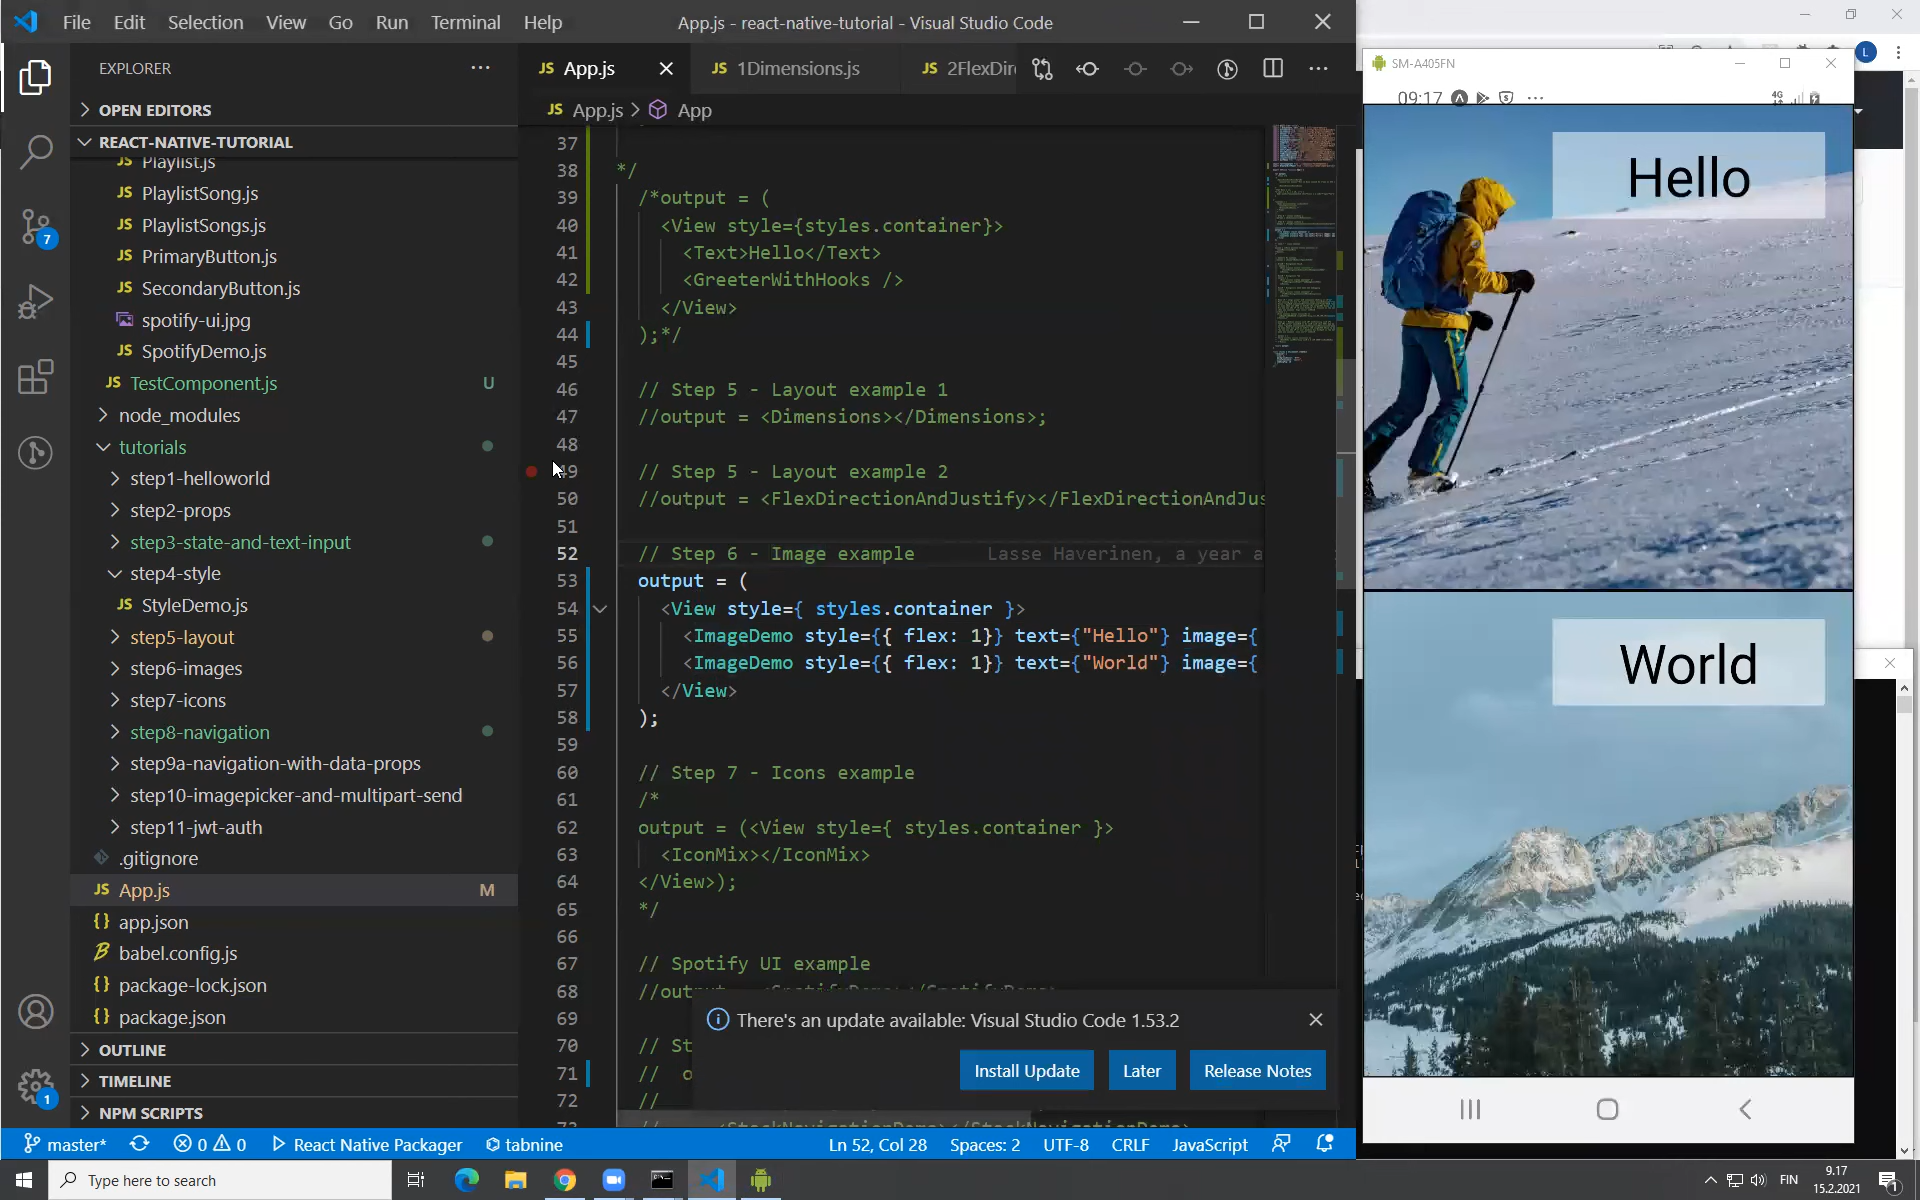 File Edit Selection View Go Run Terminal Help
App.js - react-native-tutorial - Visual Studio Code
EXPLORER
OPEN EDITORS
REACT-NATIVE-TUTORIAL
Playlist.js
PlaylistSong.js
PlaylistSongs.js
PrimaryButton.js
SecondaryButton.js
spotify-ui.jpg
SpotifyDemo.js
TestComponent.js U
node_modules
tutorials
step1-helloworld
step2-props
step3-state-and-text-input
step4-style
StyleDemo.js
step5-layout
step6-images
step7-icons
step8-navigation
step9a-navigation-with-data-props
step10-imagepicker-and-multipart-send
step11-jwt-auth
.gitignore
App.js M
app.json
babel.config.js
package-lock.json
package.json
OUTLINE
TIMELINE
NPM SCRIPTS
JS App.js JS 1Dimensions.js JS 2FlexDir
JS App.js > App
37
38 */
39 /*output = (
40 <View style={styles.container}>
41 <Text>Hello</Text>
42 <GreeterWithHooks />
43 </View>
44 );*/
45
46 // Step 5 - Layout example 1
47 //output = <Dimensions></Dimensions>;
48
49 // Step 5 - Layout example 2
50 //output = <FlexDirectionAndJustify></FlexDirectionAndJus
51
52 // Step 6 - Image example Lasse Haverinen, a year a
53 output = (
54 <View style={ styles.container }>
55 <ImageDemo style={{ flex: 1}} text={"Hello"} image={
56 <ImageDemo style={{ flex: 1}} text={"World"} image={
57 </View>
58 );
59
60 // Step 7 - Icons example
61 /*
62 output = (<View style={ styles.container }>
63 <IconMix></IconMix>
64 </View>);
65 */
66
67 // Spotify UI example
68 //out
69
70 // St
71 // o
72 //
There's an update available: Visual Studio Code 1.53.2
Install Update Later Release Notes
master* 0 0 React Native Packager tabnine Ln 52, Col 28 Spaces: 2 UTF-8 CRLF JavaScript
SM-A405FN
09:17 4G
Hello
World
L
7
1
Type here to search
FIN
9.17
15.2.2021